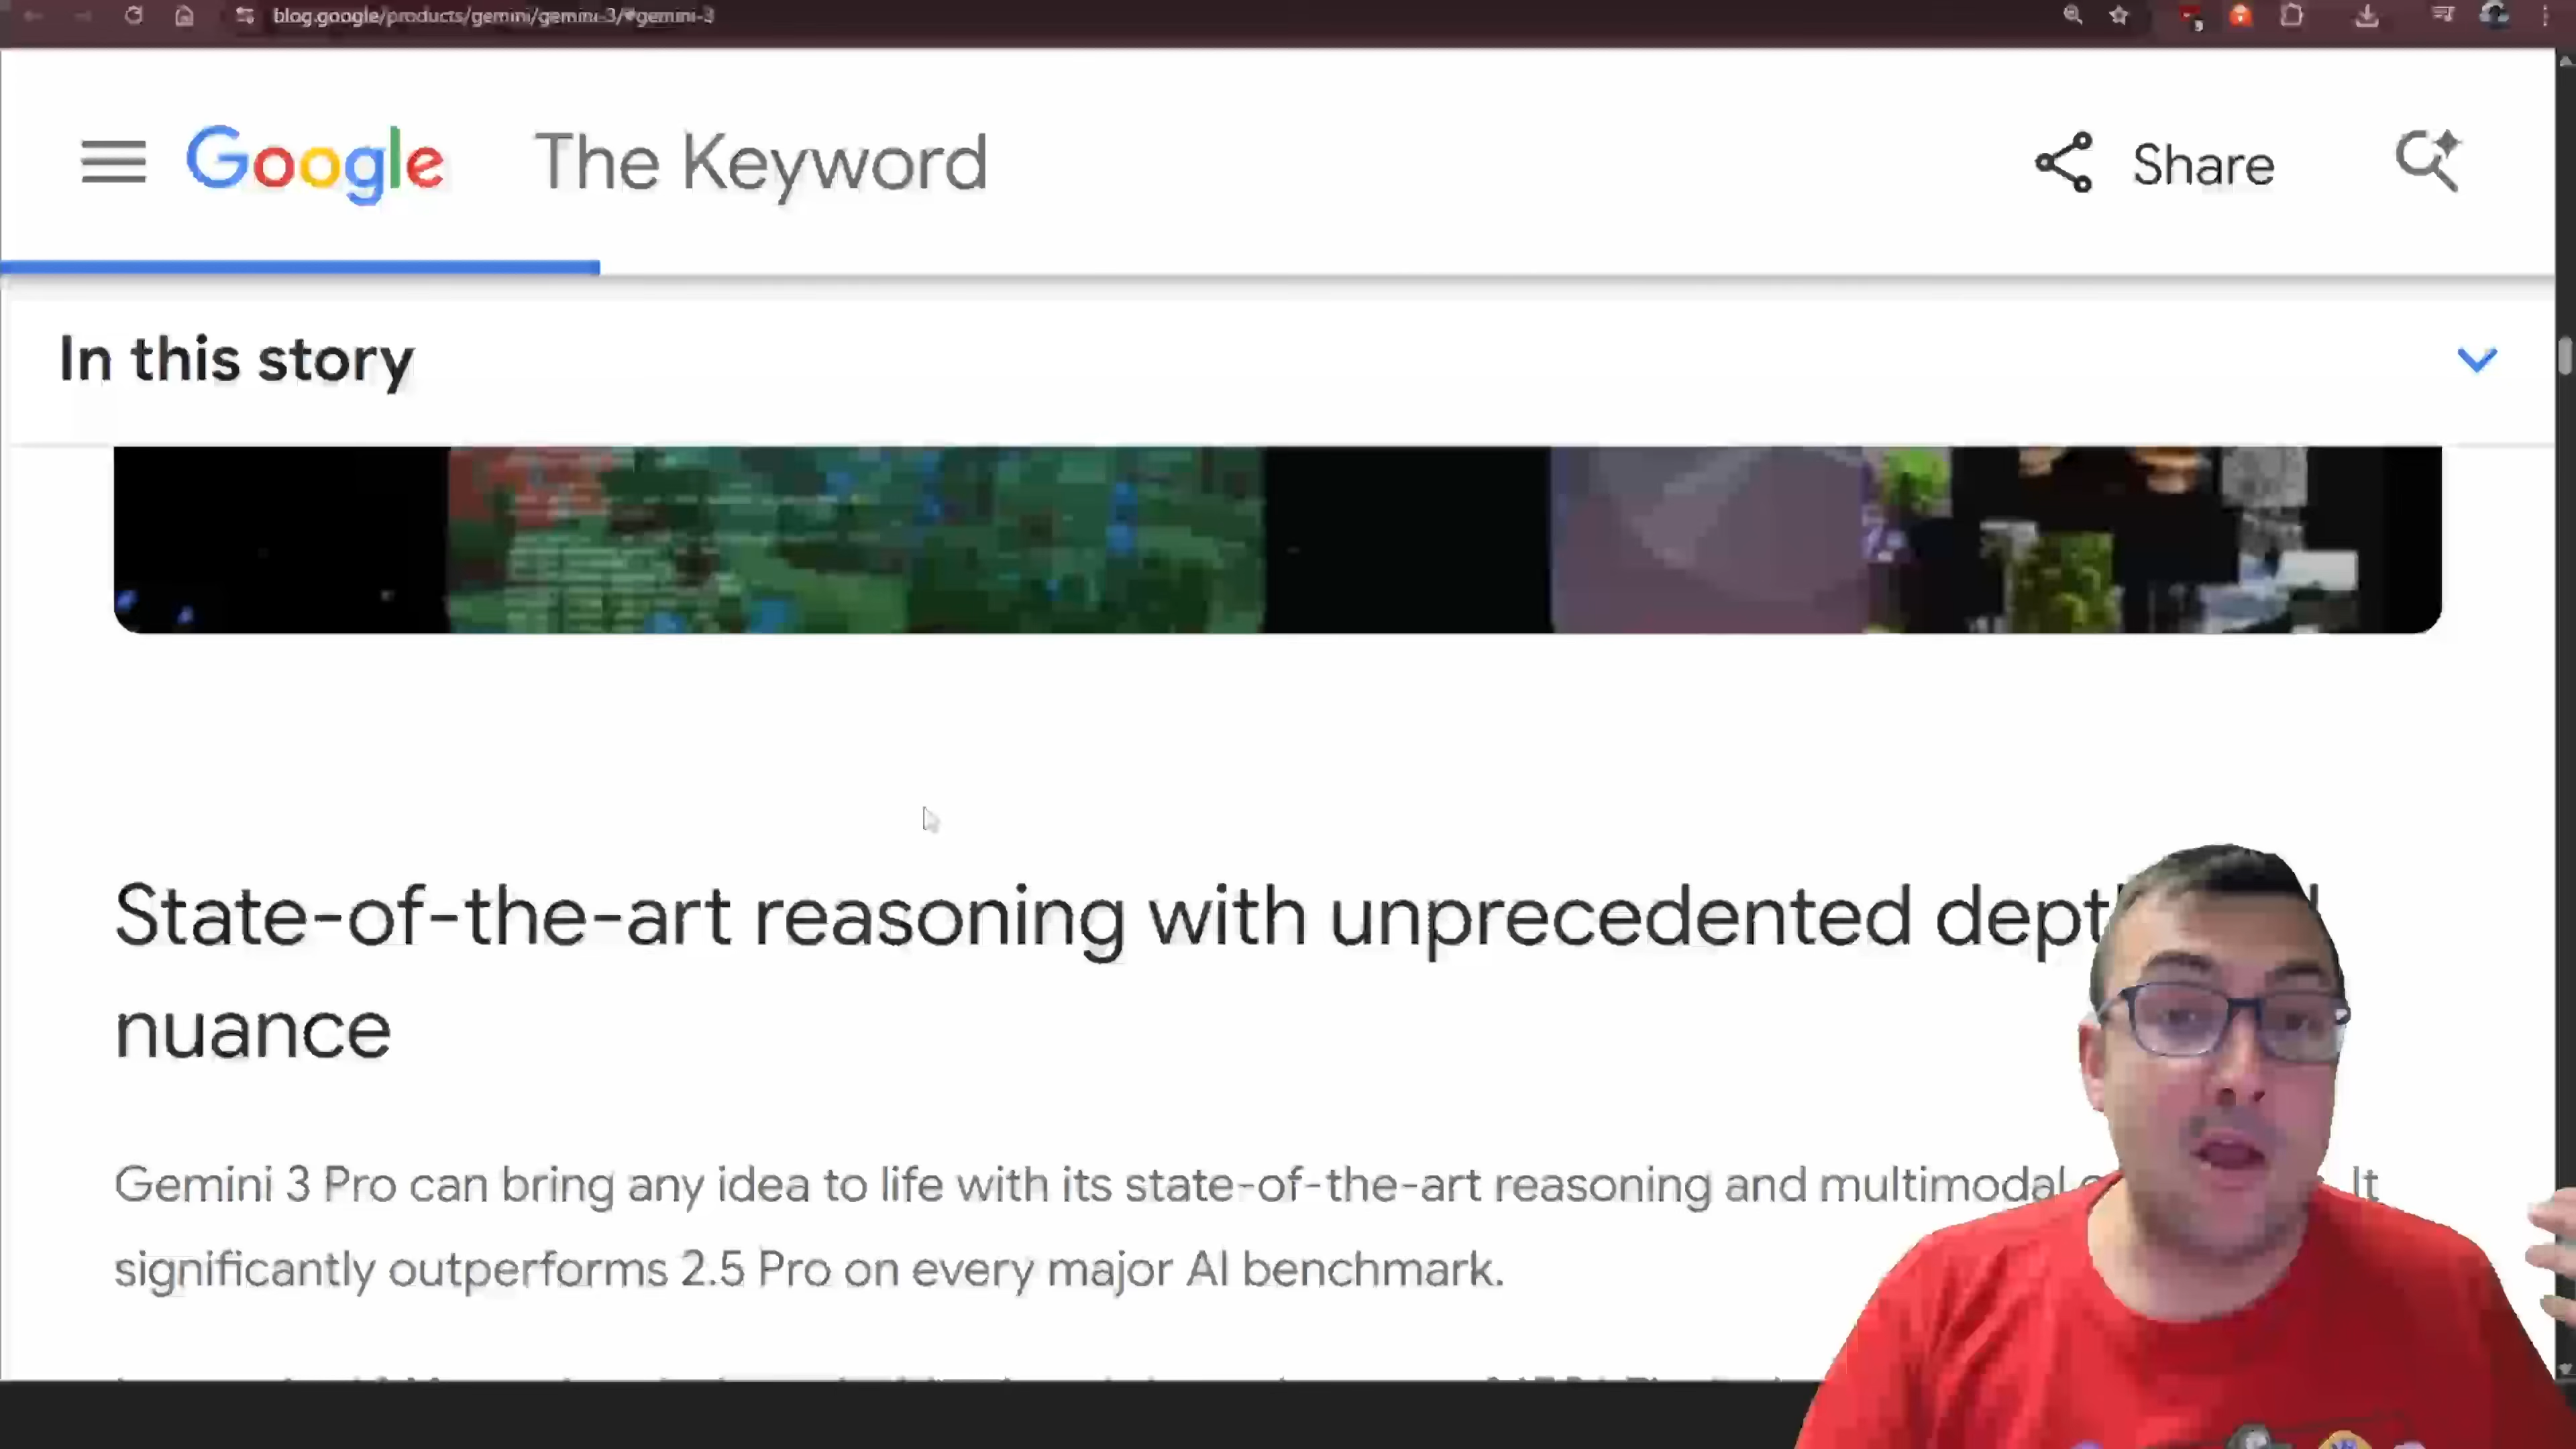 blog.google/products/gemini/gemini-3/#gemini-3
Google The Keyword Share
In this story
State-of-the-art reasoning with unprecedented
nuance
Gemini 3 Pro can bring any idea to life with its state-of-the-art reasoning and multimodal It
significantly outperforms 2.5 Pro on every major AI benchmark.